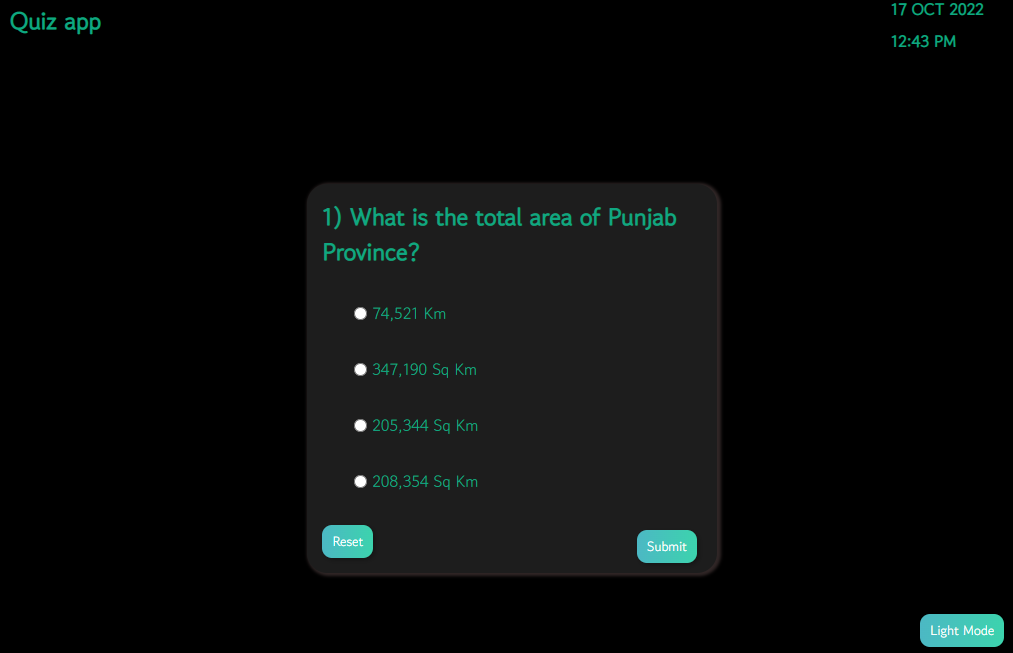 Quiz app
17 OCT 2022
12:43 PM
1) What is the total area of Punjab
Province?
74,521 Km
347,190 Sq Km
205,344 Sq Km
208,354 Sq Km
Reset
Submit
Light Mode